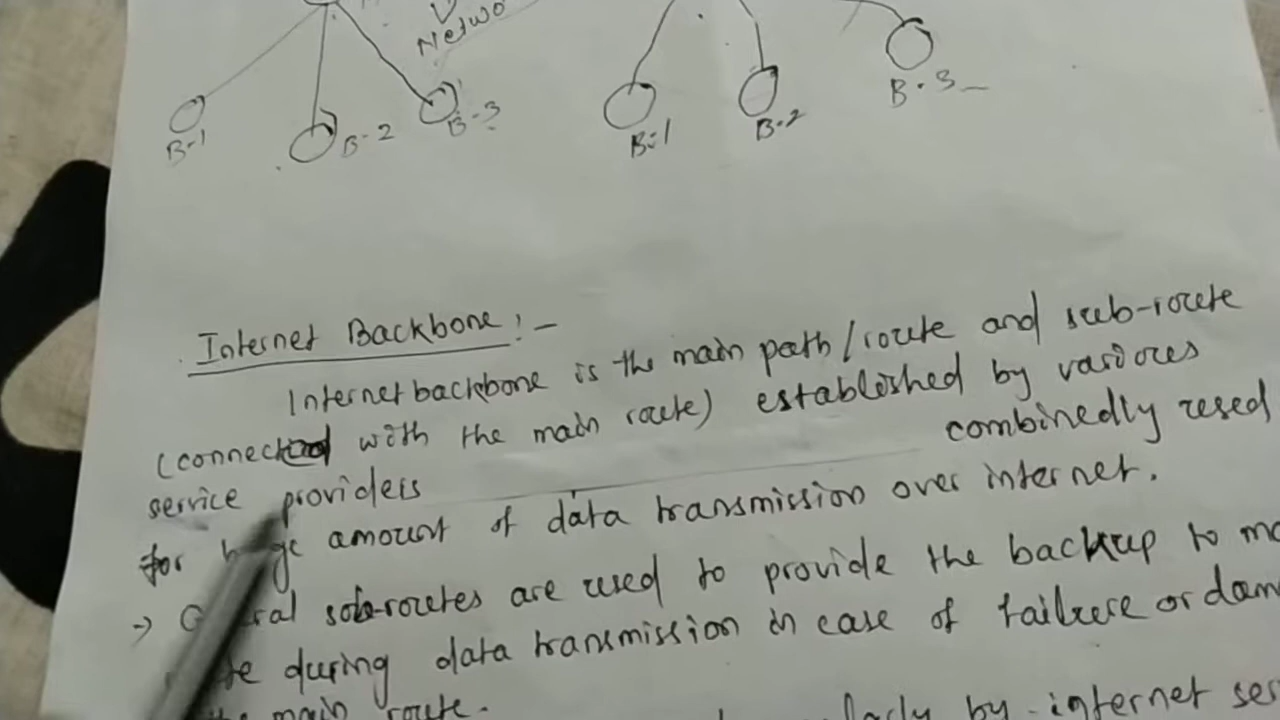 Netwo
B-1
B-2
B-3
B-1
B-2
B-3
Internet Backbone :-
Internet backbone is the main path / route and sub-route
(connected with the main route) established by various
service providers combinedly used
for huge amount of data transmission over internet.
→ sub-routes are used to provide the backup to
during data transmission in case of failure or
main route.
by internet